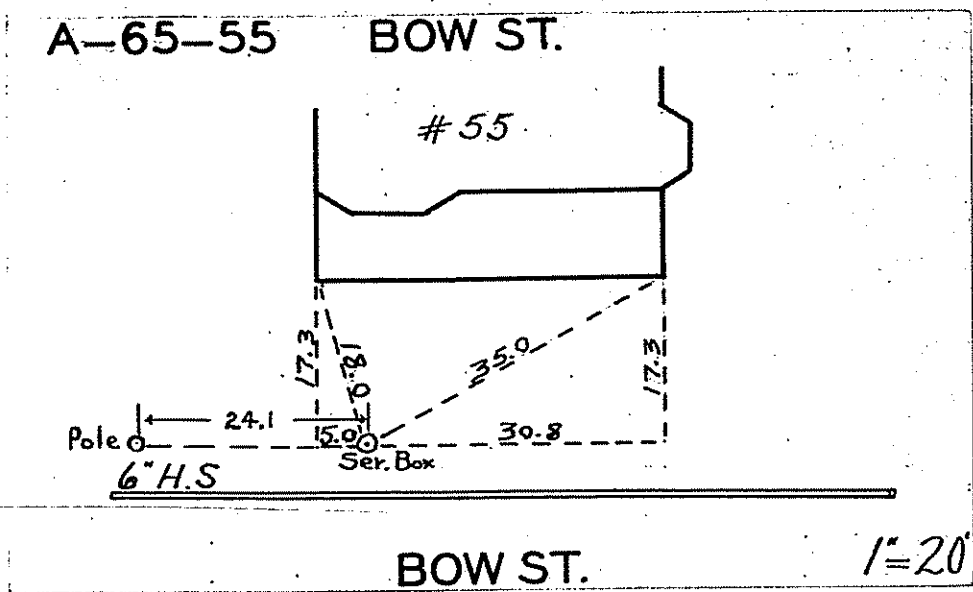 A-65-55 BOW ST.
#55
17.3
18.0
35.0
17.3
24.1
Pole
5.0
30.8
Ser. Box
6" H.S
BOW ST.
1"=20'